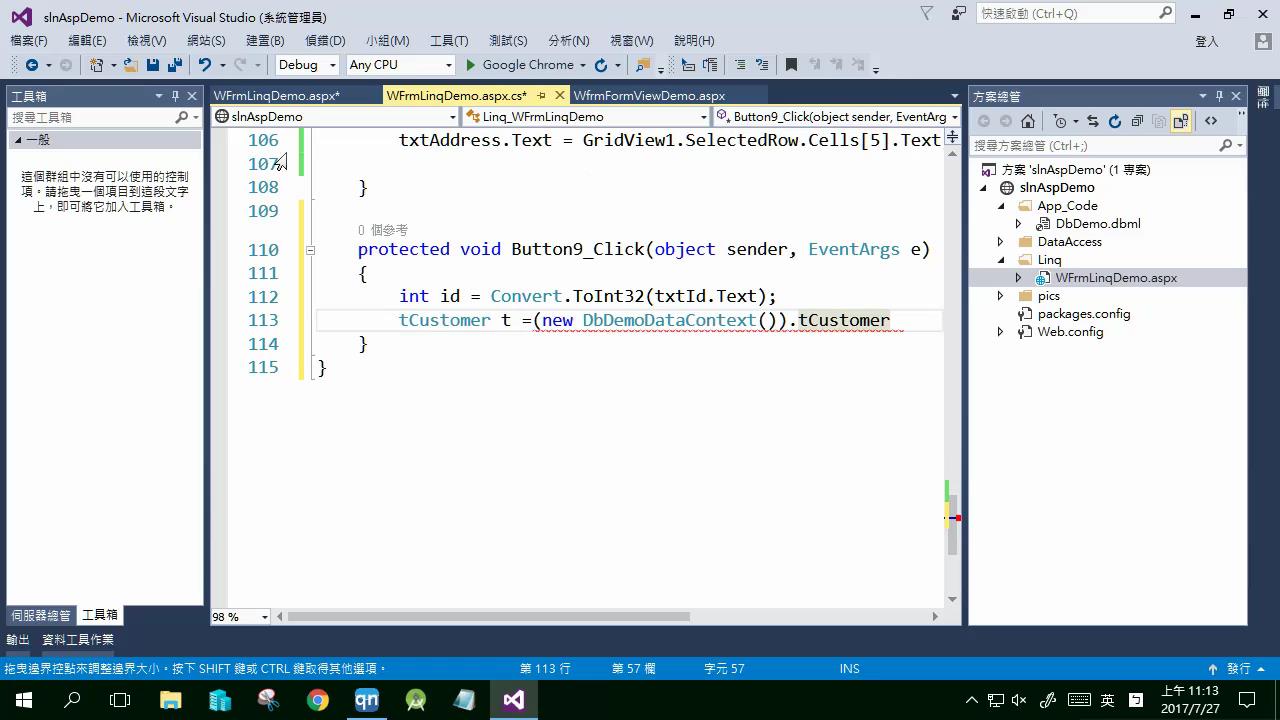 slnAspDemo - Microsoft Visual Studio (系統管理員)
快速啟動 (Ctrl+Q)
檔案(F) 編輯(E) 檢視(V) 網站(S) 建置(B) 偵錯(D) 小組(M) 工具(T) 測試(S) 分析(N) 視窗(W) 說明(H)
登入
Debug Any CPU Google Chrome
工具箱
搜尋工具箱
一般
這個群組中沒有可以使用的控制
項。請拖曳一個項目到這段文字
上，即可將它加入工具箱。
伺服器總管 工具箱
WFrmLinqDemo.aspx* WFrmLinqDemo.aspx.cs* WfrmFormViewDemo.aspx
slnAspDemo Linq_WFrmLinqDemo Button9_Click(object sender, EventArg
106 txtAddress.Text = GridView1.SelectedRow.Cells[5].Text
107
108 }
109
0 個參考
110 protected void Button9_Click(object sender, EventArgs e)
111 {
112 int id = Convert.ToInt32(txtId.Text);
113 tCustomer t =(new DbDemoDataContext()).tCustomer
114 }
115 }
98 %
方案總管
搜尋方案總管 (Ctrl+;)
方案 'slnAspDemo' (1 專案)
slnAspDemo
App_Code
DbDemo.dbml
DataAccess
Linq
WFrmLinqDemo.aspx
pics
packages.config
Web.config
輸出 資料工具作業
拖曳邊界控點來調整邊界大小。按下 SHIFT 鍵或 CTRL 鍵取得其他選項。 第 113 行 第 57 欄 字元 57 INS 發行
qn
英
上午 11:13
2017/7/27